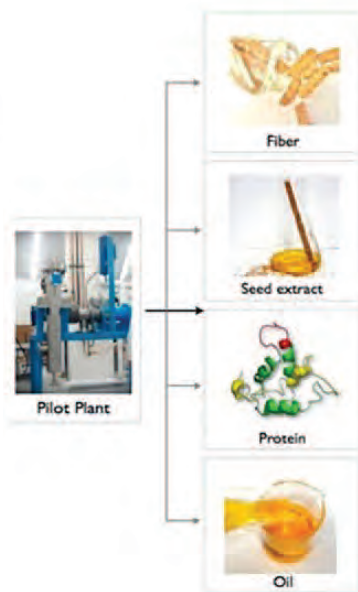 Fiber
Seed extract
Pilot Plant
Protein
Oil